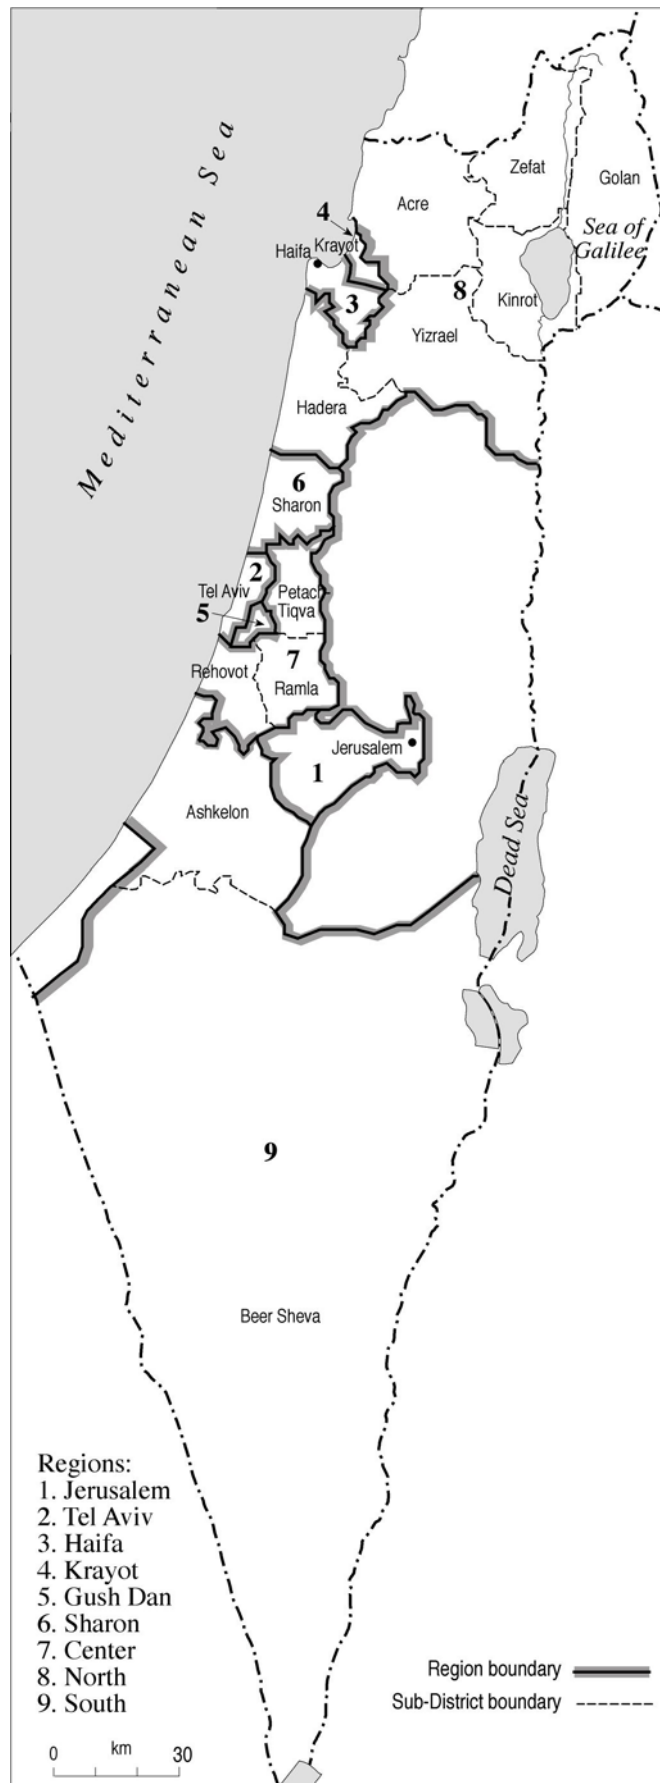 Mediterranean Sea
Zefat
Golan
Acre
4
Sea of
Galilee
Haifa
Krayot
8
Kinrot
3
Yizrael
Hadera
6
Sharon
2
Tel Aviv
Petach-
Tiqva
5
7
Rehovot
Ramla
Jerusalem
1
Ashkelon
Dead Sea
9
Beer Sheva
Regions:
1. Jerusalem
2. Tel Aviv
3. Haifa
4. Krayot
5. Gush Dan
6. Sharon
7. Center
8. North
9. South
Region boundary
Sub-District boundary
0 km 30